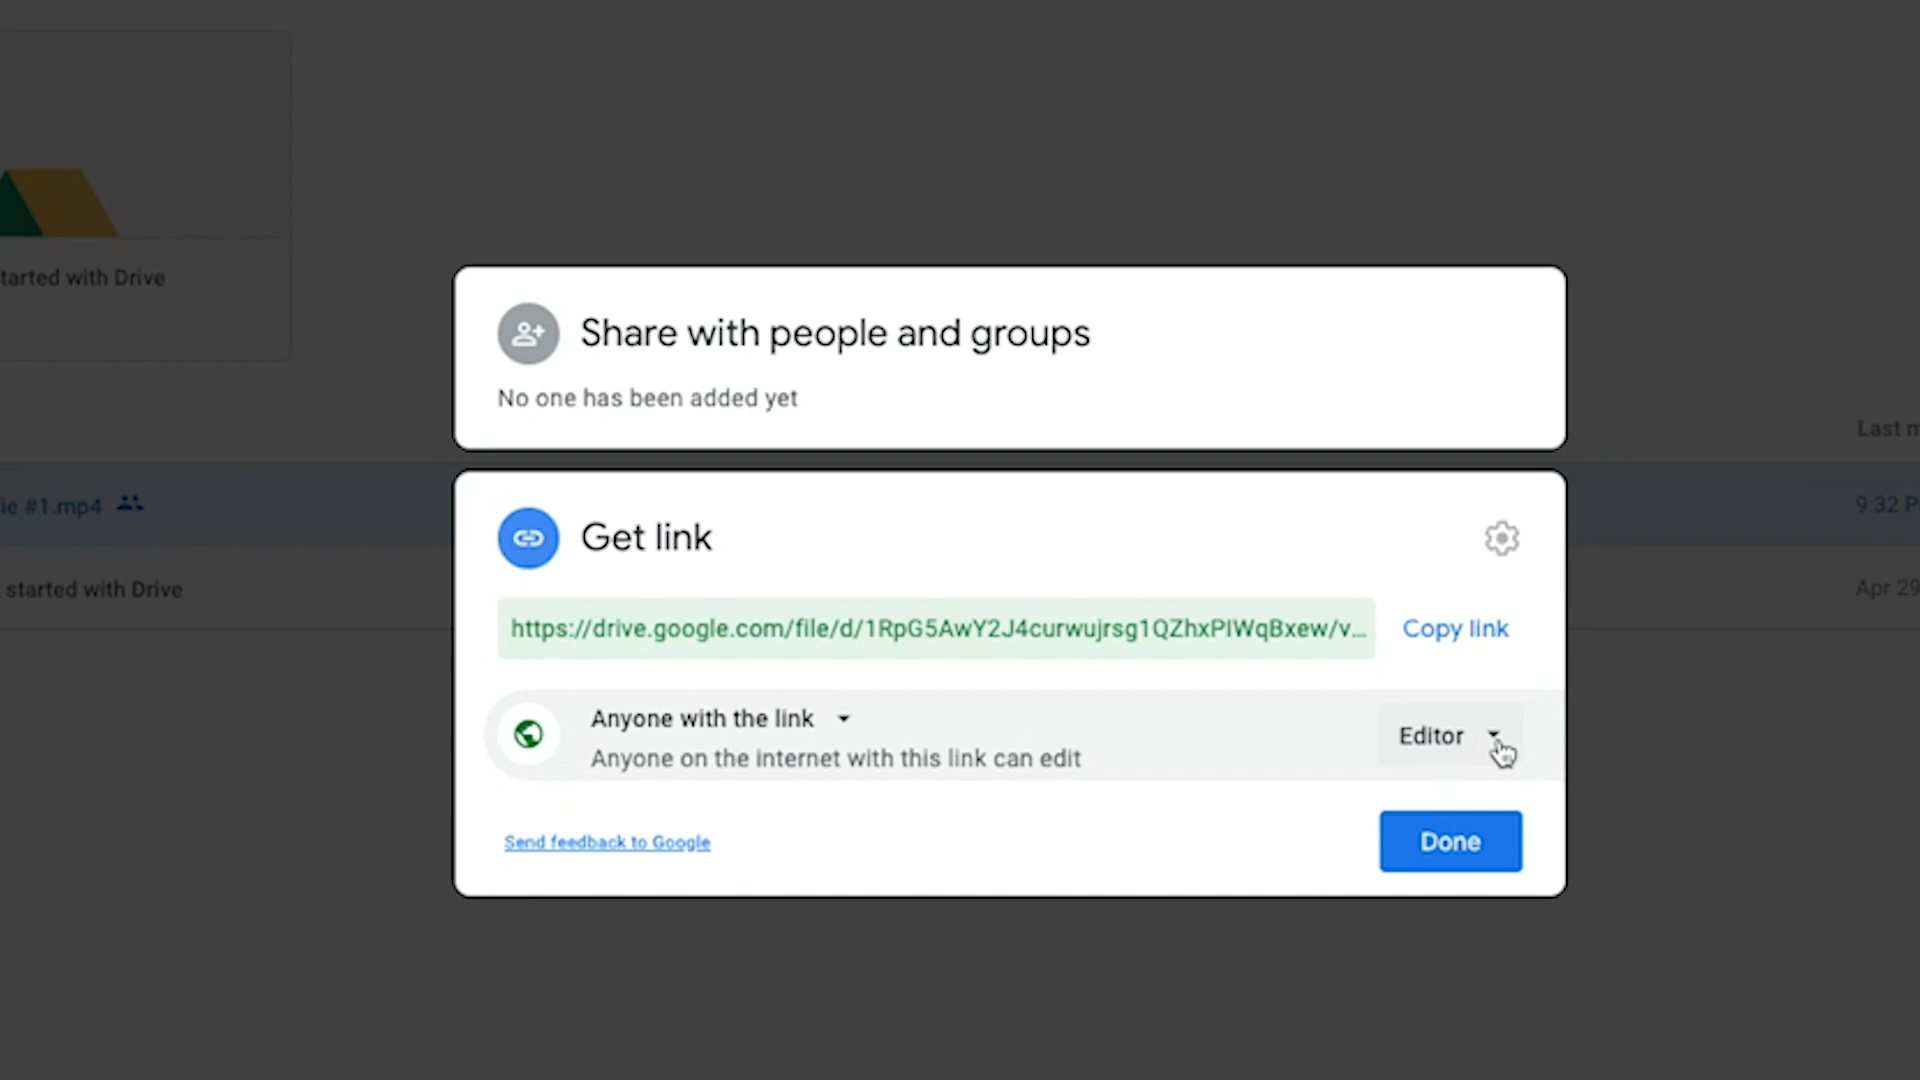 tarted with Drive
Share with people and groups
No one has been added yet
Last m
ie #1.mp4
9:32 P
Get link
started with Drive
Apr 29
https://drive.google.com/file/d/1RpG5AwY2J4curwujrsg1QZhxPIWqBxew/v...
Copy link
Anyone with the link
Anyone on the internet with this link can edit
Editor
Send feedback to Google
Done